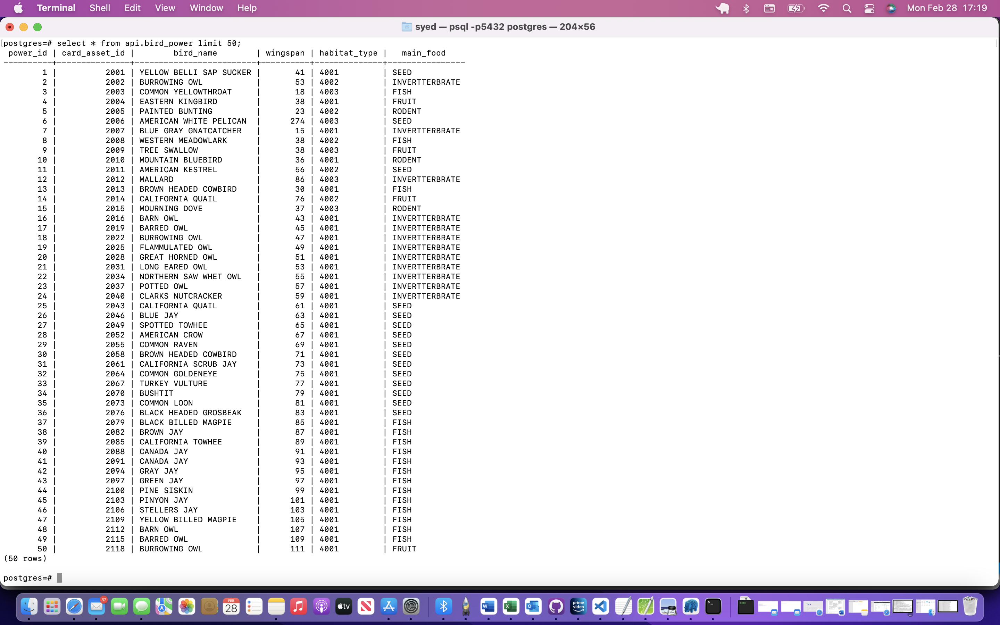 Terminal Shell Edit View Window Help Mon Feb 28 17:19
syed — psql -p5432 postgres — 204×56
[postgres=# select * from api.bird_power limit 50; ]
power_id | card_asset_id | bird_name | wingspan | habitat_type | main_food
----------+---------------+-------------------------+----------+--------------+----------------
1 | 2001 | YELLOW BELLI SAP SUCKER | 41 | 4001 | SEED
2 | 2002 | BURROWING OWL | 53 | 4002 | INVERTTERBRATE
3 | 2003 | COMMON YELLOWTHROAT | 18 | 4003 | FISH
4 | 2004 | EASTERN KINGBIRD | 38 | 4001 | FRUIT
5 | 2005 | PAINTED BUNTING | 23 | 4002 | RODENT
6 | 2006 | AMERICAN WHITE PELICAN | 274 | 4003 | SEED
7 | 2007 | BLUE GRAY GNATCATCHER | 15 | 4001 | INVERTTERBRATE
8 | 2008 | WESTERN MEADOWLARK | 38 | 4002 | FISH
9 | 2009 | TREE SWALLOW | 38 | 4003 | FRUIT
10 | 2010 | MOUNTAIN BLUEBIRD | 36 | 4001 | RODENT
11 | 2011 | AMERICAN KESTREL | 56 | 4002 | SEED
12 | 2012 | MALLARD | 86 | 4003 | INVERTTERBRATE
13 | 2013 | BROWN HEADED COWBIRD | 30 | 4001 | FISH
14 | 2014 | CALIFORNIA QUAIL | 76 | 4002 | FRUIT
15 | 2015 | MOURNING DOVE | 37 | 4003 | RODENT
16 | 2016 | BARN OWL | 43 | 4001 | INVERTTERBRATE
17 | 2019 | BARRED OWL | 45 | 4001 | INVERTTERBRATE
18 | 2022 | BURROWING OWL | 47 | 4001 | INVERTTERBRATE
19 | 2025 | FLAMMULATED OWL | 49 | 4001 | INVERTTERBRATE
20 | 2028 | GREAT HORNED OWL | 51 | 4001 | INVERTTERBRATE
21 | 2031 | LONG EARED OWL | 53 | 4001 | INVERTTERBRATE
22 | 2034 | NORTHERN SAW WHET OWL | 55 | 4001 | INVERTTERBRATE
23 | 2037 | POTTED OWL | 57 | 4001 | INVERTTERBRATE
24 | 2040 | CLARKS NUTCRACKER | 59 | 4001 | INVERTTERBRATE
25 | 2043 | CALIFORNIA QUAIL | 61 | 4001 | SEED
26 | 2046 | BLUE JAY | 63 | 4001 | SEED
27 | 2049 | SPOTTED TOWHEE | 65 | 4001 | SEED
28 | 2052 | AMERICAN CROW | 67 | 4001 | SEED
29 | 2055 | COMMON RAVEN | 69 | 4001 | SEED
30 | 2058 | BROWN HEADED COWBIRD | 71 | 4001 | SEED
31 | 2061 | CALIFORNIA SCRUB JAY | 73 | 4001 | SEED
32 | 2064 | COMMON GOLDENEYE | 75 | 4001 | SEED
33 | 2067 | TURKEY VULTURE | 77 | 4001 | SEED
34 | 2070 | BUSHTIT | 79 | 4001 | SEED
35 | 2073 | COMMON LOON | 81 | 4001 | SEED
36 | 2076 | BLACK HEADED GROSBEAK | 83 | 4001 | SEED
37 | 2079 | BLACK BILLED MAGPIE | 85 | 4001 | FISH
38 | 2082 | BROWN JAY | 87 | 4001 | FISH
39 | 2085 | CALIFORNIA TOWHEE | 89 | 4001 | FISH
40 | 2088 | CANADA JAY | 91 | 4001 | FISH
41 | 2091 | CANADA JAY | 93 | 4001 | FISH
42 | 2094 | GRAY JAY | 95 | 4001 | FISH
43 | 2097 | GREEN JAY | 97 | 4001 | FISH
44 | 2100 | PINE SISKIN | 99 | 4001 | FISH
45 | 2103 | PINYON JAY | 101 | 4001 | FISH
46 | 2106 | STELLERS JAY | 103 | 4001 | FISH
47 | 2109 | YELLOW BILLED MAGPIE | 105 | 4001 | FISH
48 | 2112 | BARN OWL | 107 | 4001 | FISH
49 | 2115 | BARRED OWL | 109 | 4001 | FISH
50 | 2118 | BURROWING OWL | 111 | 4001 | FRUIT
(50 rows)
postgres=#
37 FEB 28 tv W X O prime video >_ exec